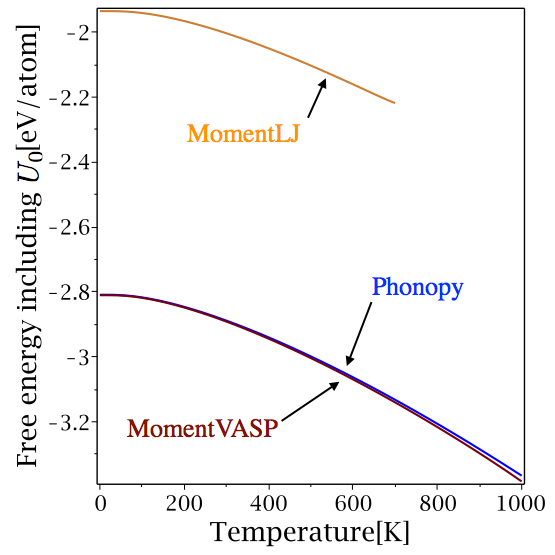 Free energy including U₀[eV/atom]
-2
-2.2
-2.4
-2.6
-2.8
-3
-3.2
MomentLJ
Phonopy
MomentVASP
0 200 400 600 800 1000
Temperature[K]